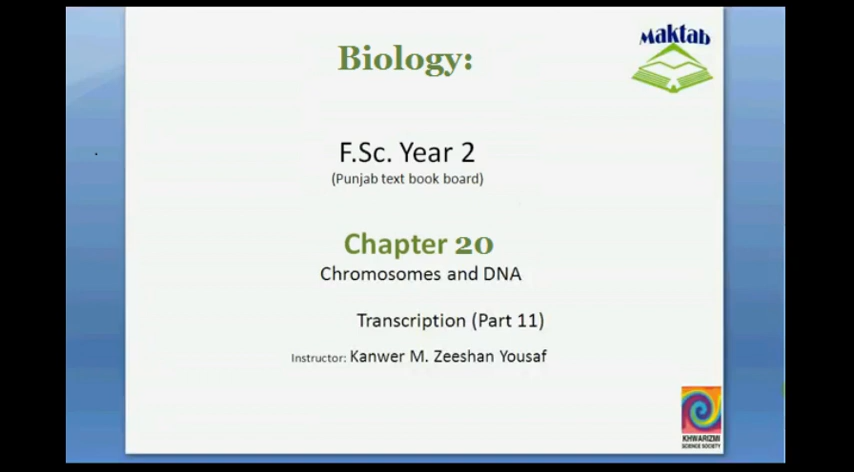 Maktab
Biology:
F.Sc. Year 2
(Punjab text book board)
Chapter 20
Chromosomes and DNA
Transcription (Part 11)
Instructor: Kanwer M. Zeeshan Yousaf
KHWARIZMI
SCIENCE SOCIETY